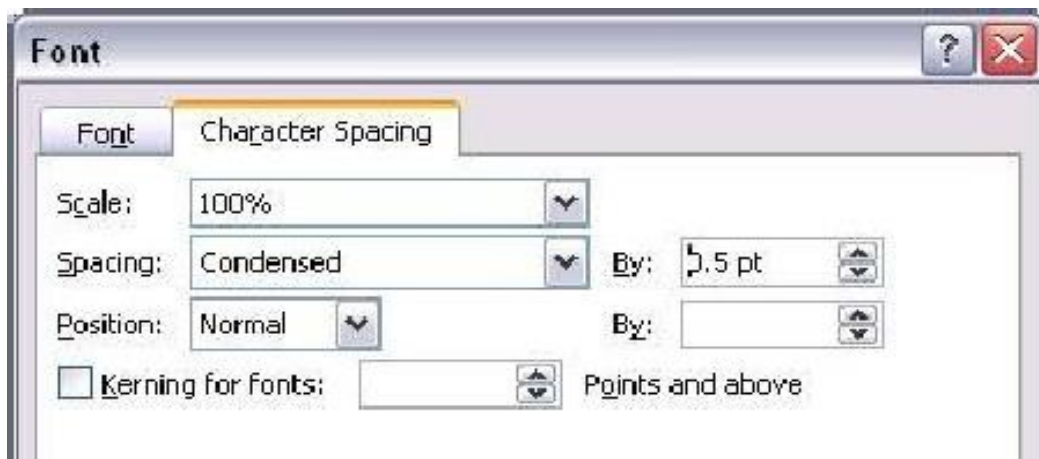 Font
Font Character Spacing
Scale: 100%
Spacing: Condensed By: 0.5 pt
Position: Normal By:
Kerning for fonts: Points and above